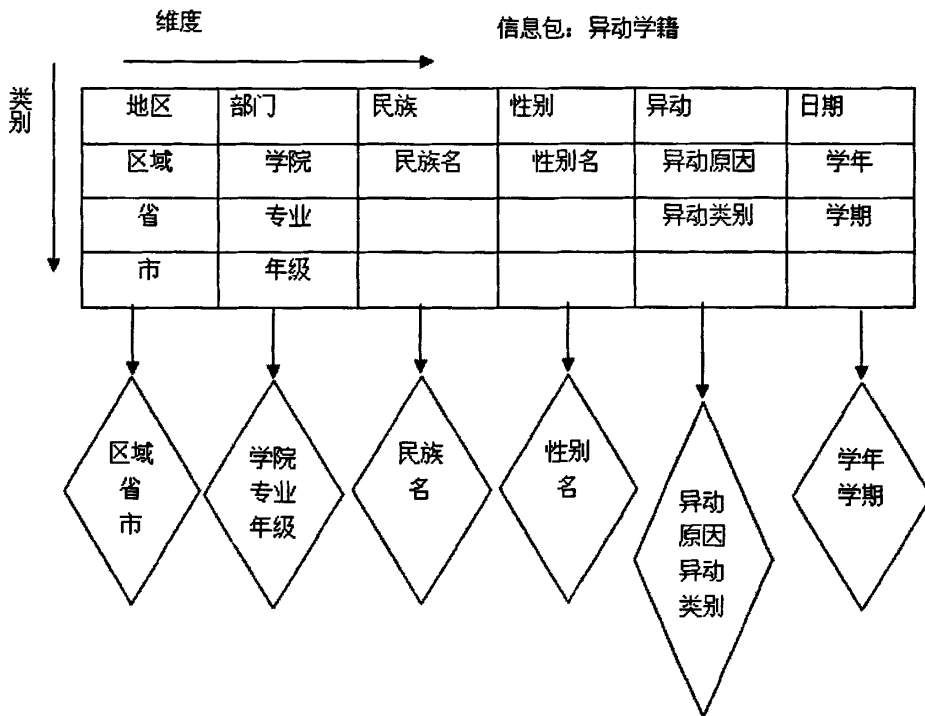 维度
信息包：异动学籍
类别
地区 部门 民族 性别 异动 日期
区域 学院 民族名 性别名 异动原因 学年
省 专业 异动类别 学期
市 年级
区域
省
市
学院
专业
年级
民族
名
性别
名
异动
原因
异动
类别
学年
学期